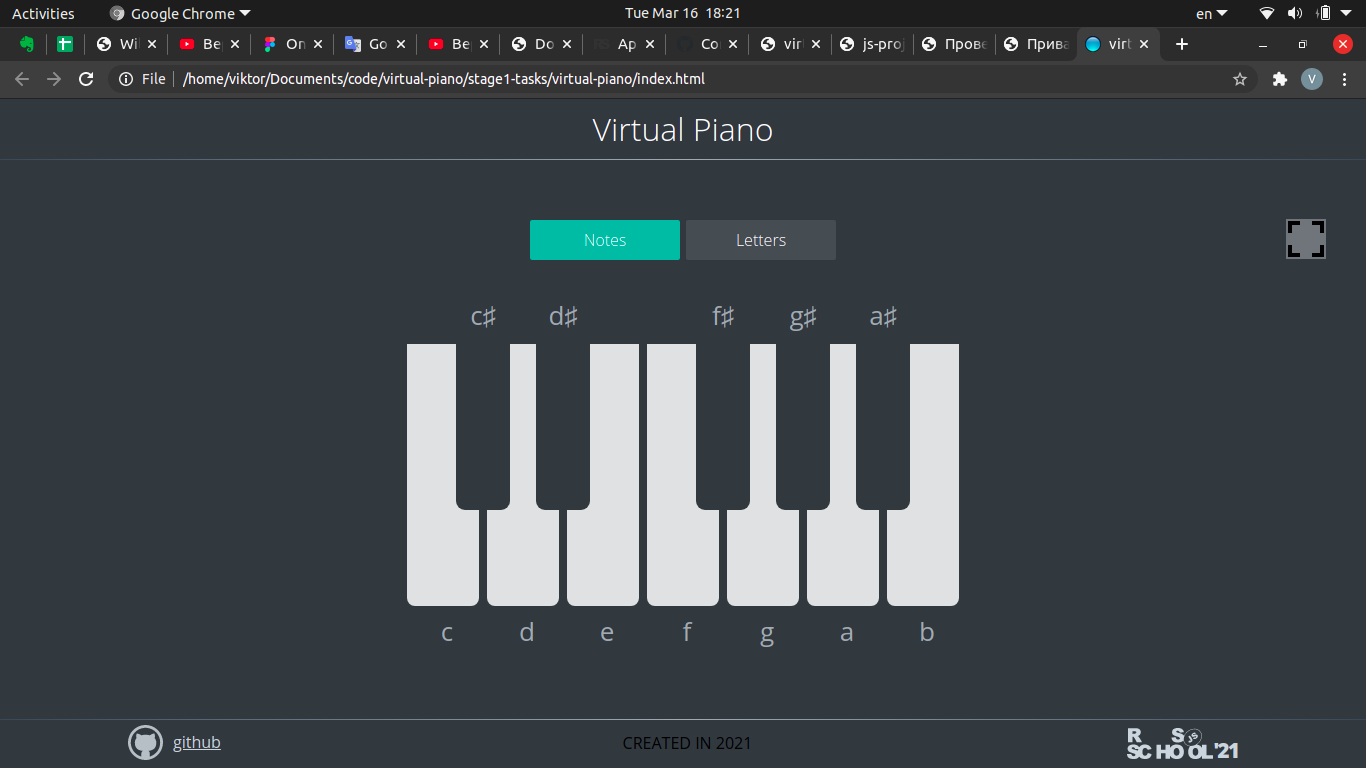 Activities Google Chrome Tue Mar 16 18:21 en
Wi Be On Go Be Do Ap Co virt js-pro Прове Прива virt
File /home/viktor/Documents/code/virtual-piano/stage1-tasks/virtual-piano/index.html V
Virtual Piano
Notes Letters
c♯ d♯ f♯ g♯ a♯
c d e f g a b
github CREATED IN 2021 RS SCHOOL'21